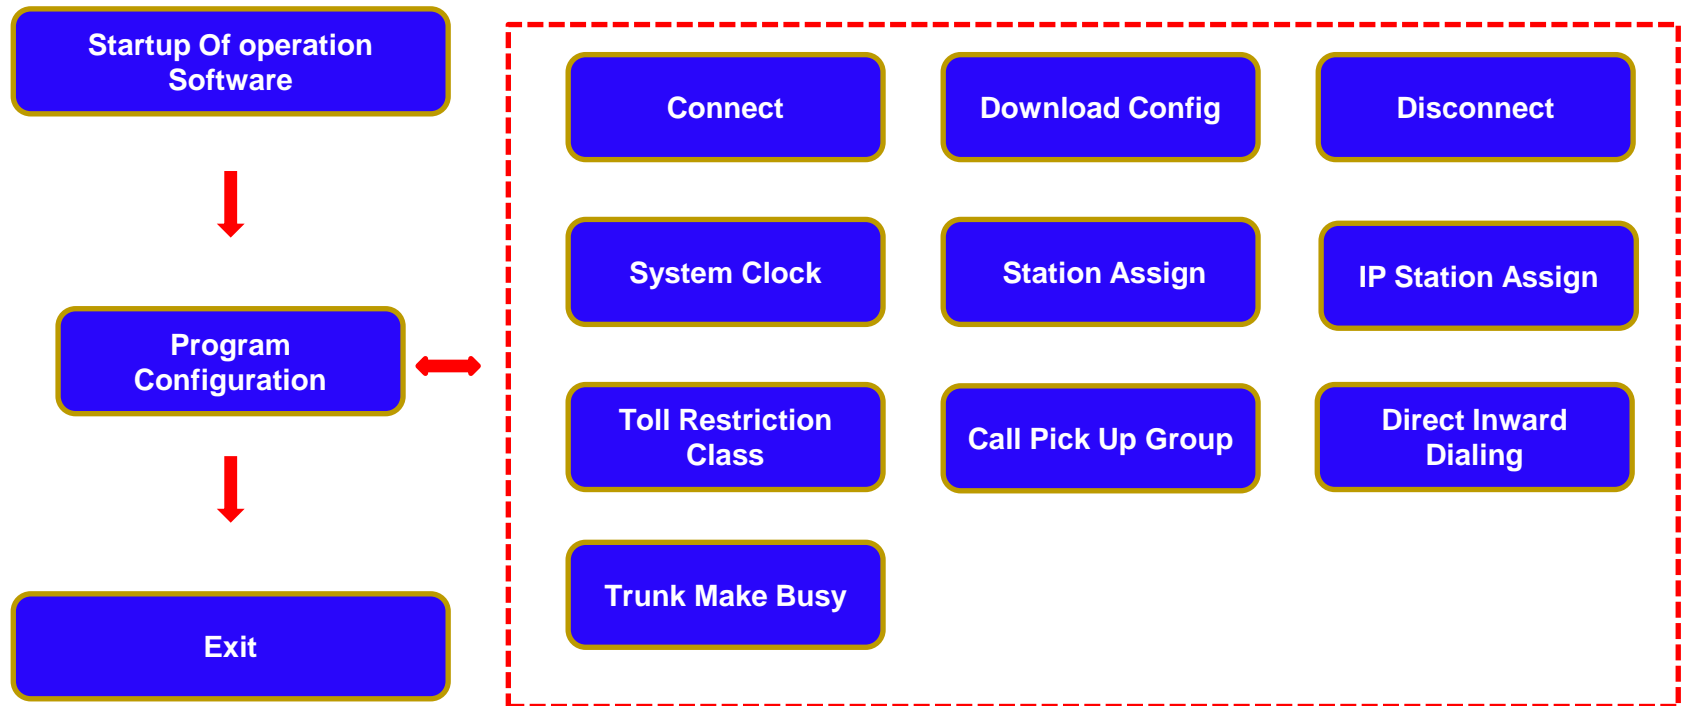 Startup Of operation
Software
Program
Configuration
Exit
Connect
Download Config
Disconnect
System Clock
Station Assign
IP Station Assign
Toll Restriction
Class
Call Pick Up Group
Direct Inward
Dialing
Trunk Make Busy